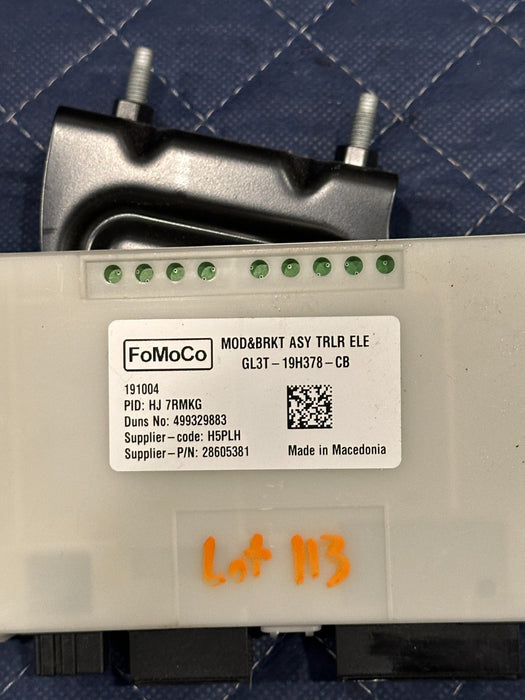 FoMoCo
MOD&BRKT ASY TRLR ELE
GL3T-19H378-CB
191004
PID: HJ 7RMKG
Duns No: 499329883
Supplier-code: H5PLH
Supplier-P/N: 28605381
Made in Macedonia
Lot 113